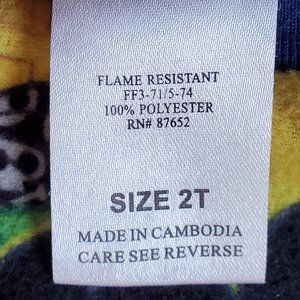 FLAME RESISTANT
FF3-71/5-74
100% POLYESTER
RN# 87652
SIZE 2T
MADE IN CAMBODIA
CARE SEE REVERSE